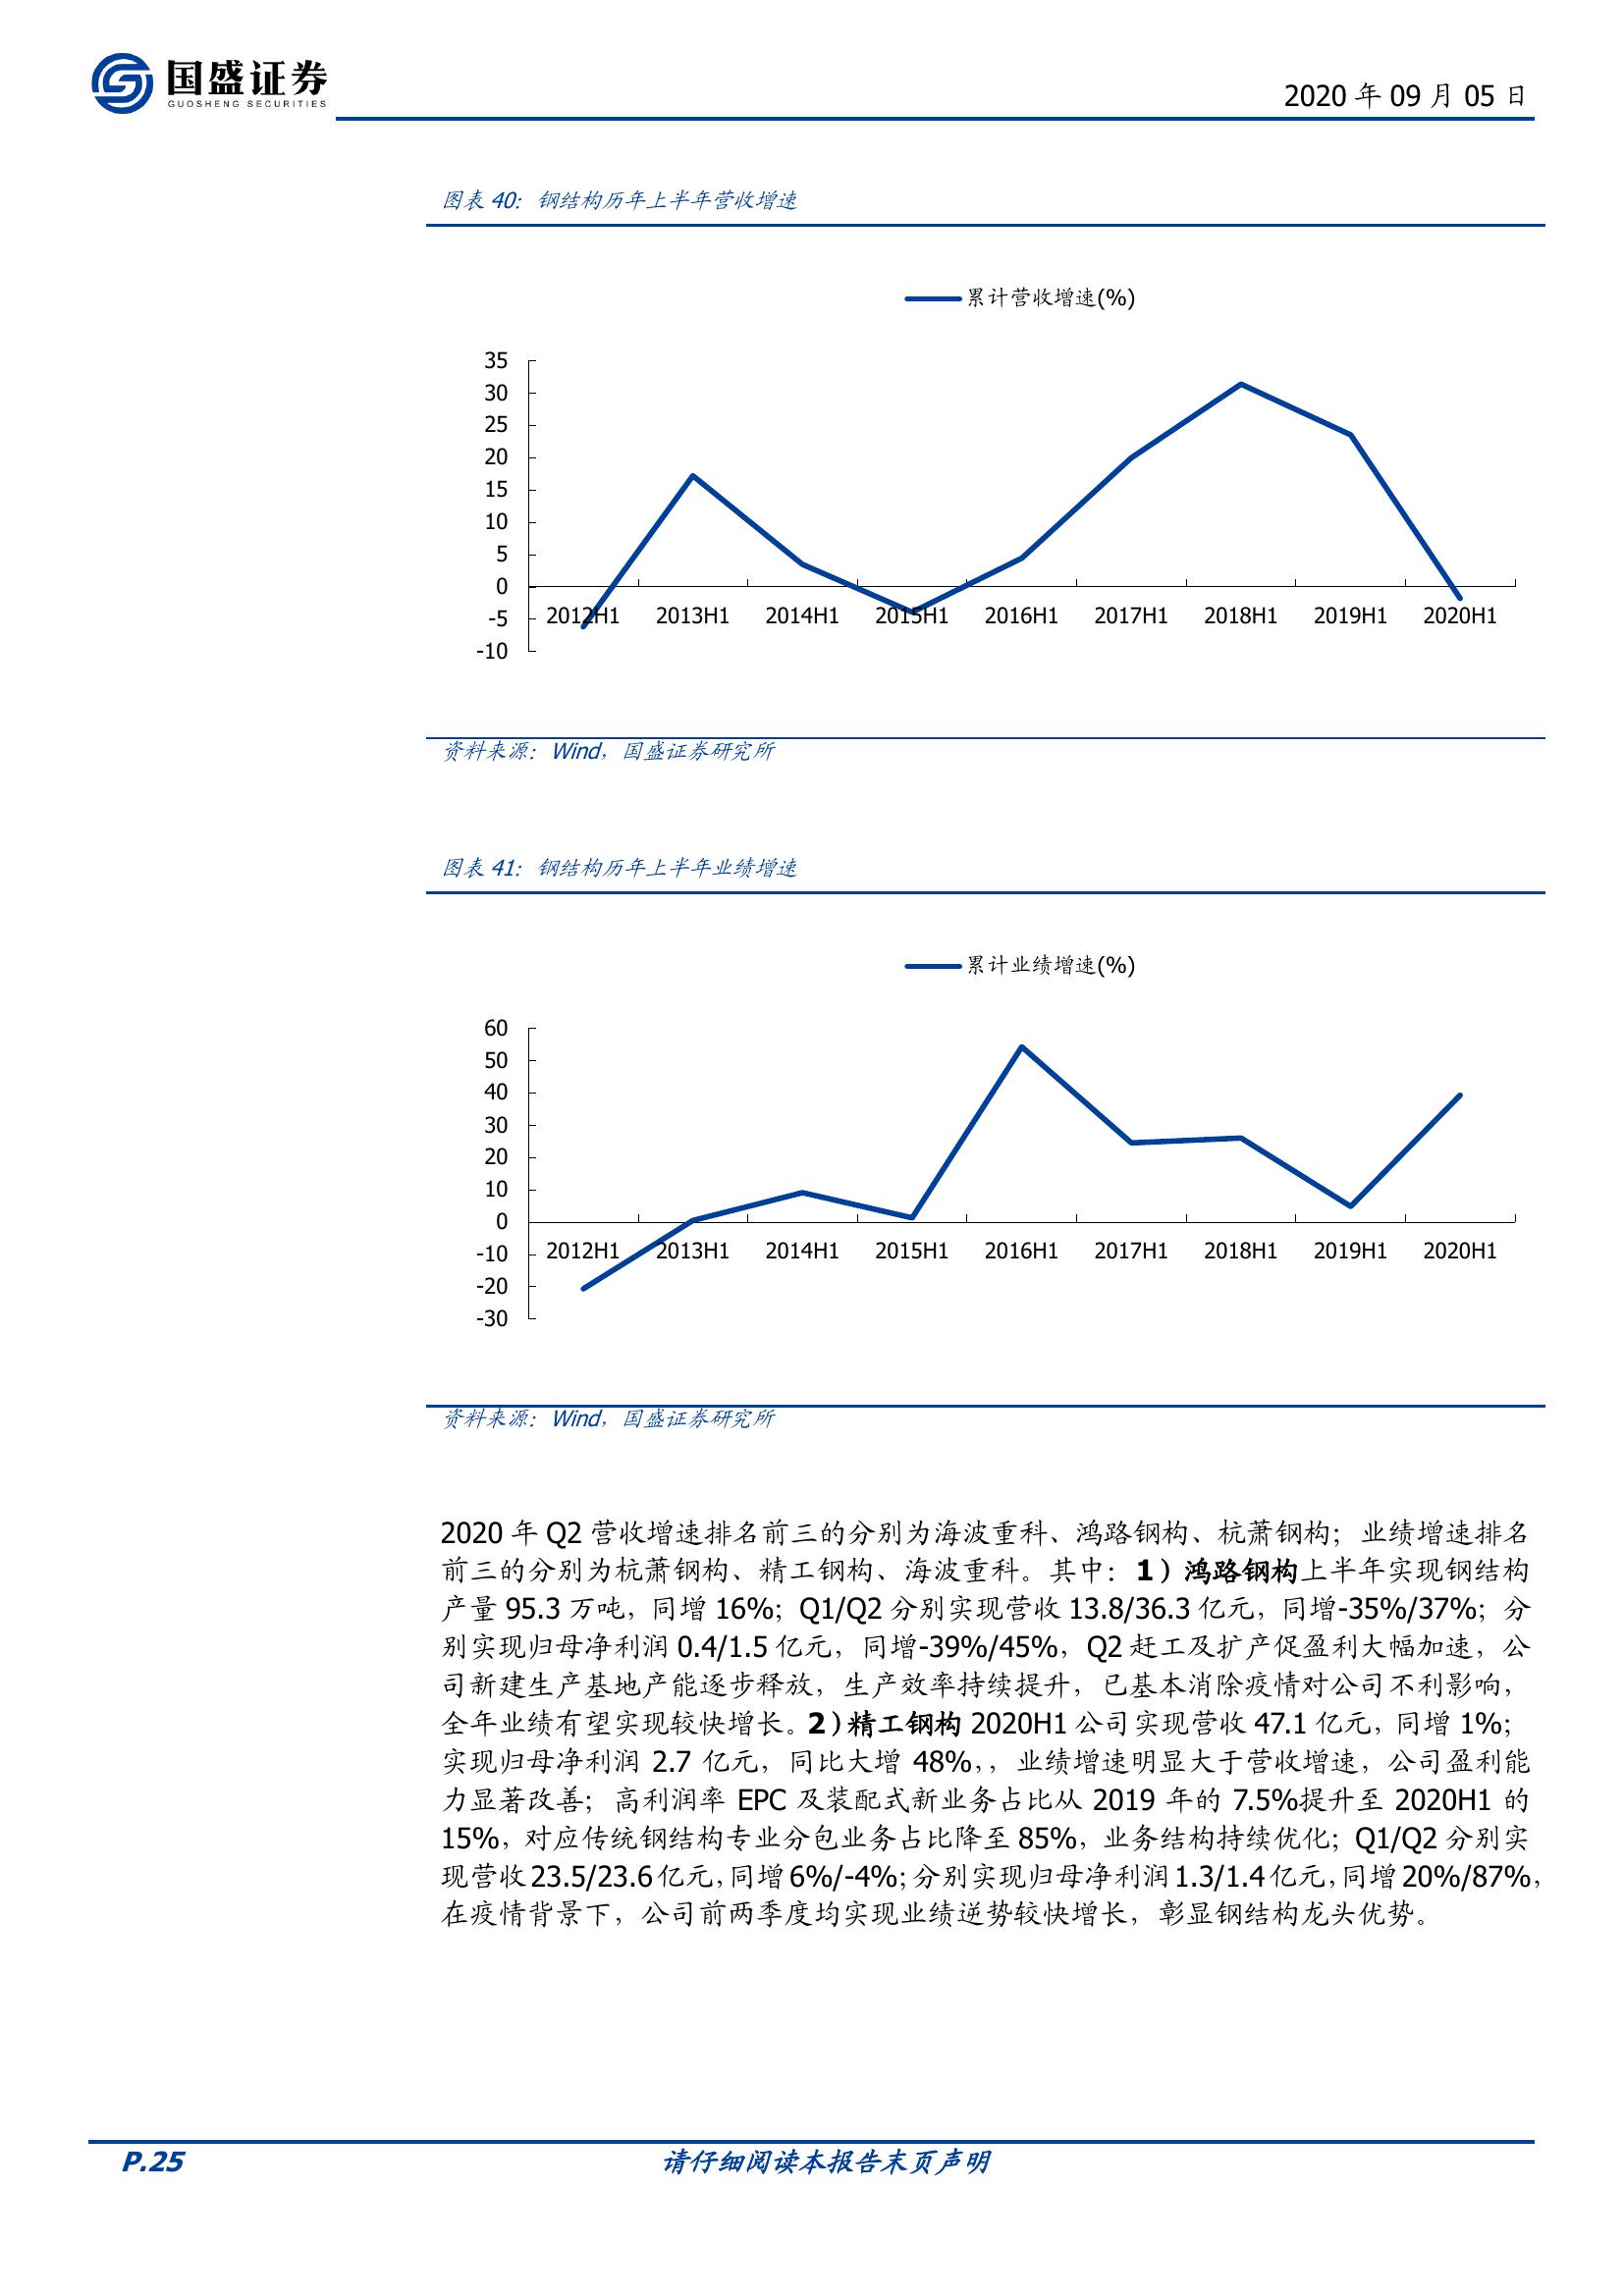 国盛证券
GUOSHENG SECURITIES
2020 年 09 月 05 日
图表 40：钢结构历年上半年营收增速
累计营收增速(%)
35
30
25
20
15
10
5
0
-5
-10
2012H1 2013H1 2014H1 2015H1 2016H1 2017H1 2018H1 2019H1 2020H1
资料来源：Wind，国盛证券研究所
图表 41：钢结构历年上半年业绩增速
累计业绩增速(%)
60
50
40
30
20
10
0
-10
-20
-30
2012H1 2013H1 2014H1 2015H1 2016H1 2017H1 2018H1 2019H1 2020H1
资料来源：Wind，国盛证券研究所
2020 年 Q2 营收增速排名前三的分别为海波重科、鸿路钢构、杭萧钢构；业绩增速排名
前三的分别为杭萧钢构、精工钢构、海波重科。其中：1）鸿路钢构上半年实现钢结构
产量 95.3 万吨，同增 16%；Q1/Q2 分别实现营收 13.8/36.3 亿元，同增-35%/37%；分
别实现归母净利润 0.4/1.5 亿元，同增-39%/45%，Q2 赶工及扩产促盈利大幅加速，公
司新建生产基地产能逐步释放，生产效率持续提升，已基本消除疫情对公司不利影响，
全年业绩有望实现较快增长。2）精工钢构 2020H1 公司实现营收 47.1 亿元，同增 1%；
实现归母净利润 2.7 亿元，同比大增 48%，，业绩增速明显大于营收增速，公司盈利能
力显著改善；高利润率 EPC 及装配式新业务占比从 2019 年的 7.5%提升至 2020H1 的
15%，对应传统钢结构专业分包业务占比降至 85%，业务结构持续优化；Q1/Q2 分别实
现营收 23.5/23.6 亿元，同增 6%/-4%；分别实现归母净利润 1.3/1.4 亿元，同增 20%/87%，
在疫情背景下，公司前两季度均实现业绩逆势较快增长，彰显钢结构龙头优势。
P.25
请仔细阅读本报告末页声明